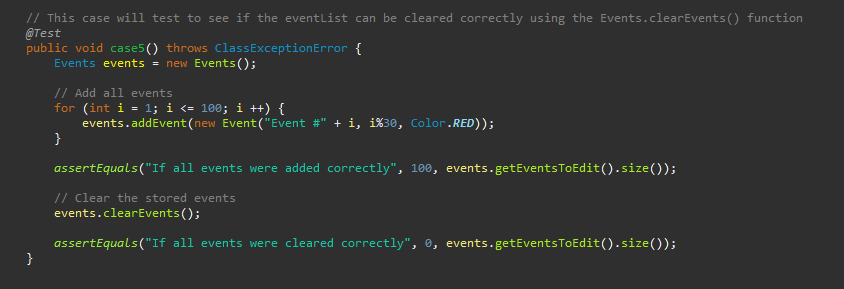 // This case will test to see if the eventList can be cleared correctly using the Events.clearEvents() function
@Test
public void case5() throws ClassExceptionError {
    Events events = new Events();

    // Add all events
    for (int i = 1; i <= 100; i ++) {
        events.addEvent(new Event("Event #" + i, i%30, Color.RED));
    }

    assertEquals("If all events were added correctly", 100, events.getEventsToEdit().size());

    // Clear the stored events
    events.clearEvents();

    assertEquals("If all events were cleared correctly", 0, events.getEventsToEdit().size());
}